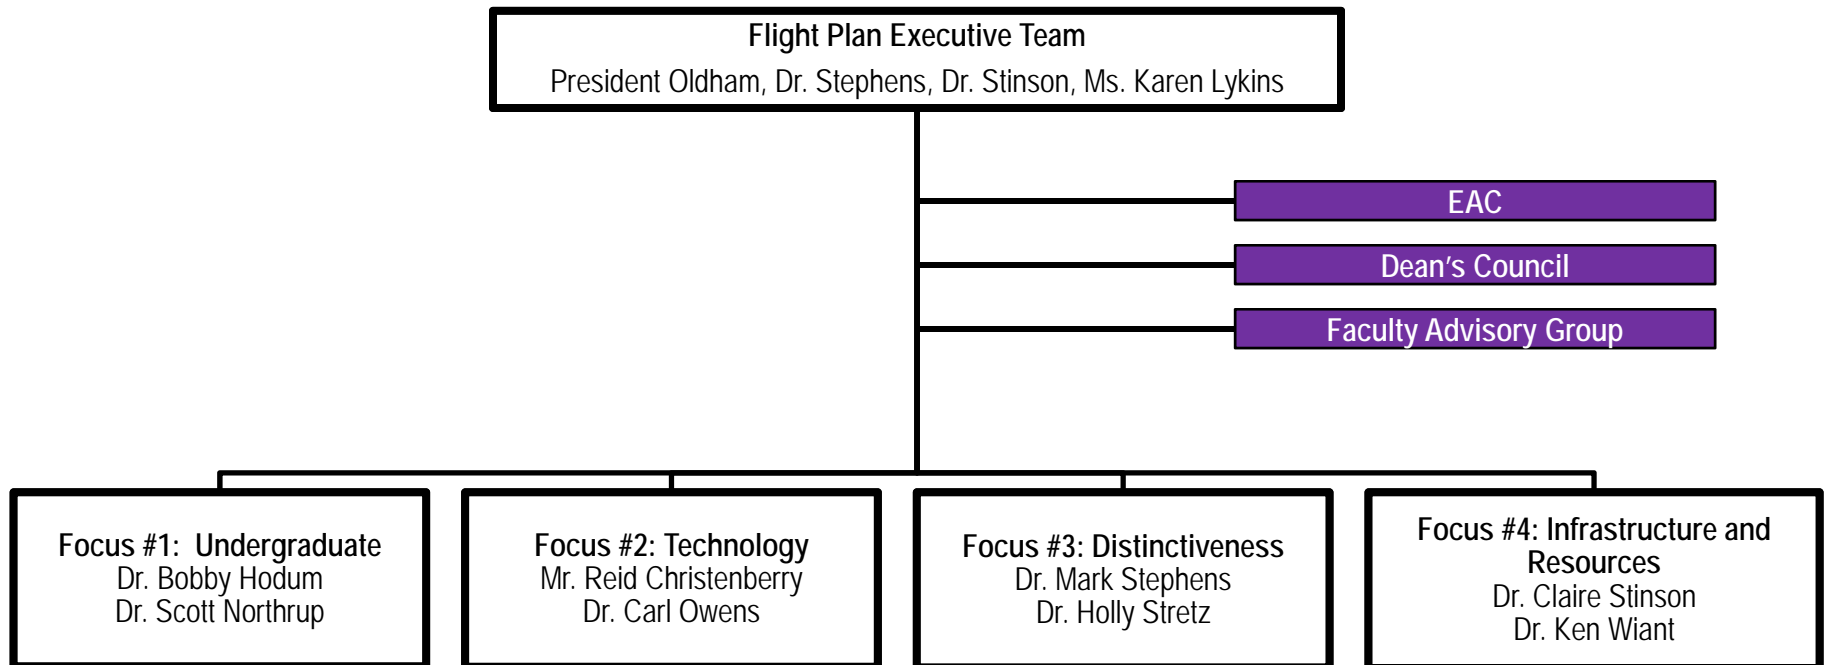 Flight Plan Executive Team
President Oldham, Dr. Stephens, Dr. Stinson, Ms. Karen Lykins
EAC
Dean's Council
Faculty Advisory Group
Focus #1:  Undergraduate
Dr. Bobby Hodum
Dr. Scott Northrup
Focus #2: Technology
Mr. Reid Christenberry
Dr. Carl Owens
Focus #3: Distinctiveness
Dr. Mark Stephens
Dr. Holly Stretz
Focus #4: Infrastructure and
Resources
Dr. Claire Stinson
Dr. Ken Wiant